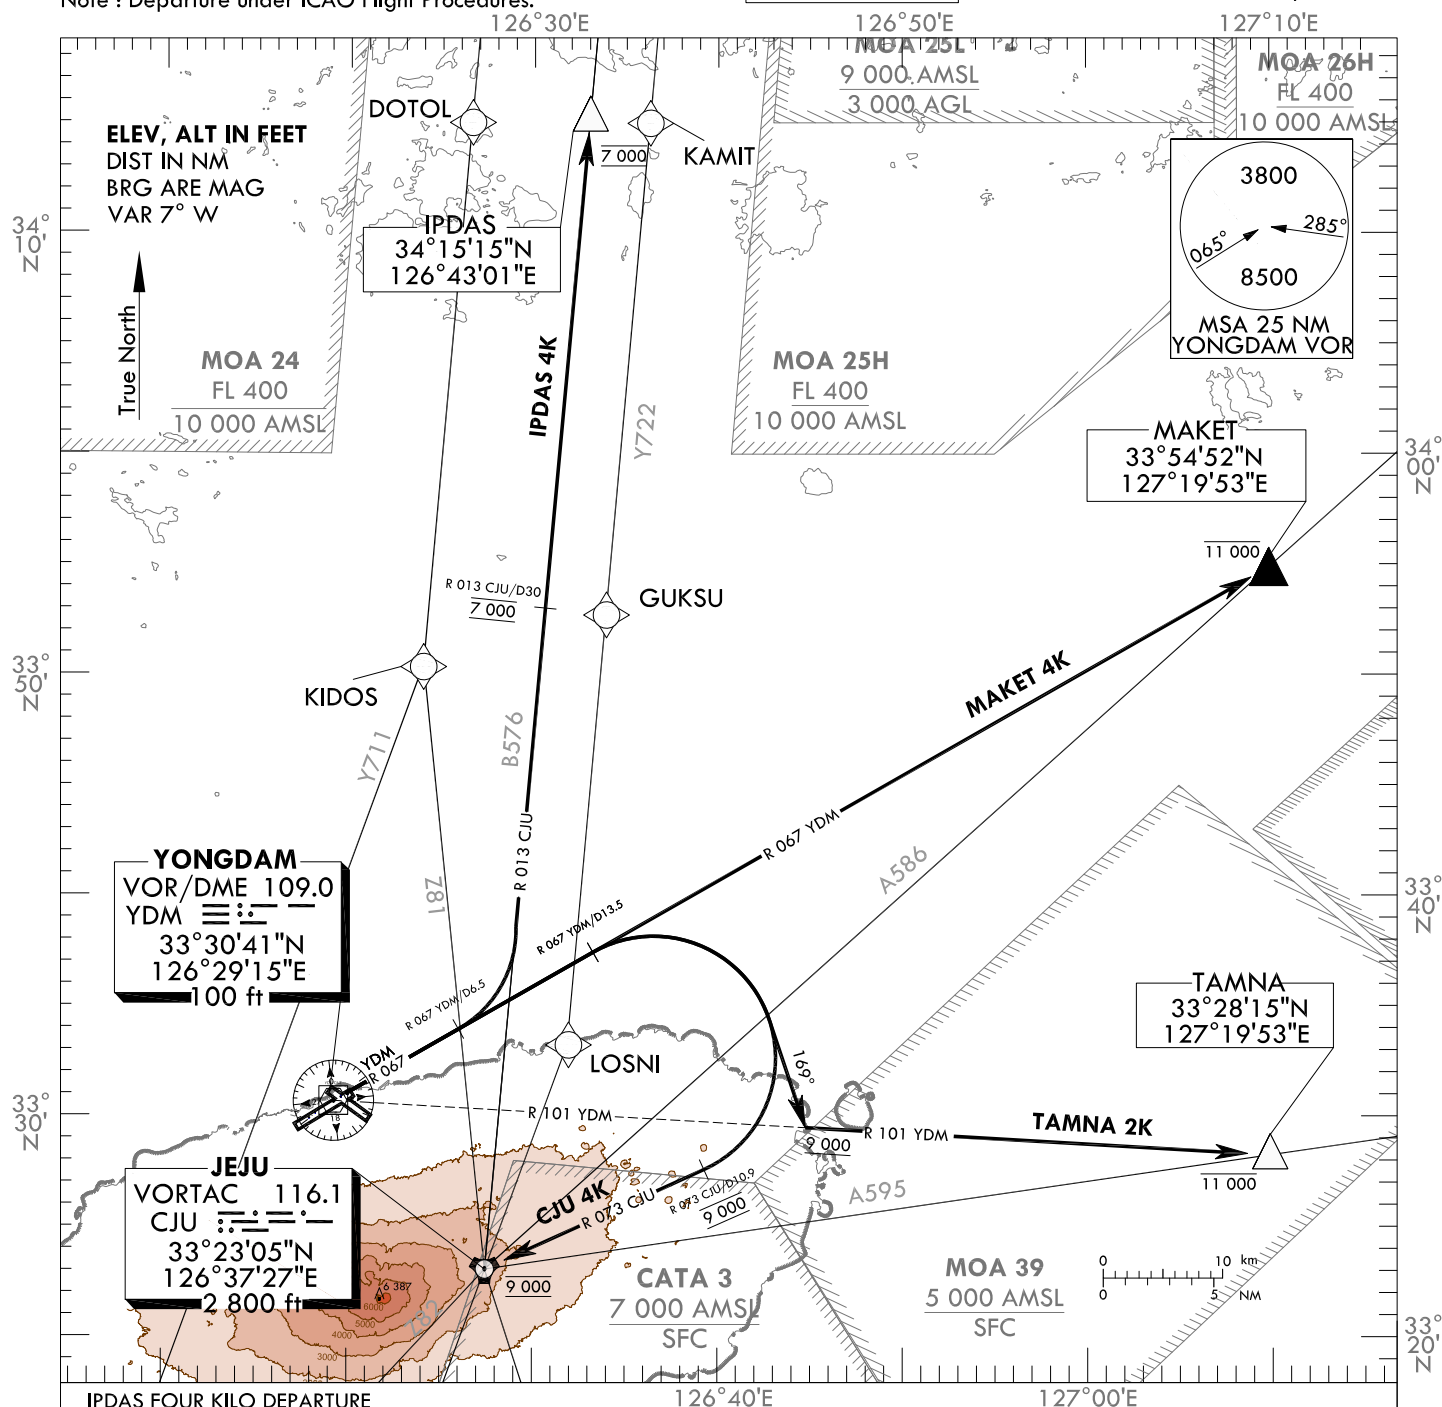 Note : Departure under ICAO Flight Procedures.
126°30'E
126°50'E
127°10'E
MOA 25L
9 000 AMSL
3 000 AGL
MOA 26H
FL 400
10 000 AMSL
DOTOL
KAMIT
7 000
ELEV, ALT IN FEET
DIST IN NM
BRG ARE MAG
VAR 7° W
True North
IPDAS
34°15'15"N
126°43'01"E
3800
285°
065°
8500
MSA 25 NM
YONGDAM VOR
34°
10'
N
MOA 24
FL 400
10 000 AMSL
IPDAS 4K
MOA 25H
FL 400
10 000 AMSL
Y722
MAKET
33°54'52"N
127°19'53"E
34°
00'
N
11 000
R 013 CJU/D30
7 000
GUKSU
KIDOS
33°
50'
N
MAKET 4K
Y711
B576
R 013 CJU
R 067 YDM
A586
Z81
YONGDAM
VOR/DME 109.0
YDM
33°30'41"N
126°29'15"E
100 ft
33°
40'
N
R 067 YDM/D13.5
R 067 YDM/D6.5
TAMNA
33°28'15"N
127°19'53"E
YDM
R 067
LOSNI
169°
33°
30'
N
18
R 101 YDM
9 000
R 101 YDM
TAMNA 2K
11 000
JEJU
VORTAC 116.1
CJU
33°23'05"N
126°37'27"E
2 800 ft
CJU 4K
R 073 CJU
R 073 CJU/D10.9
9 000
A595
6 387
6000
5000
4000
3000
Z82
9 000
CATA 3
7 000 AMSL
SFC
MOA 39
5 000 AMSL
SFC
0 10 km
0 5 NM
33°
20'
N
IPDAS FOUR KILO DEPARTURE
126°40'E
127°00'E